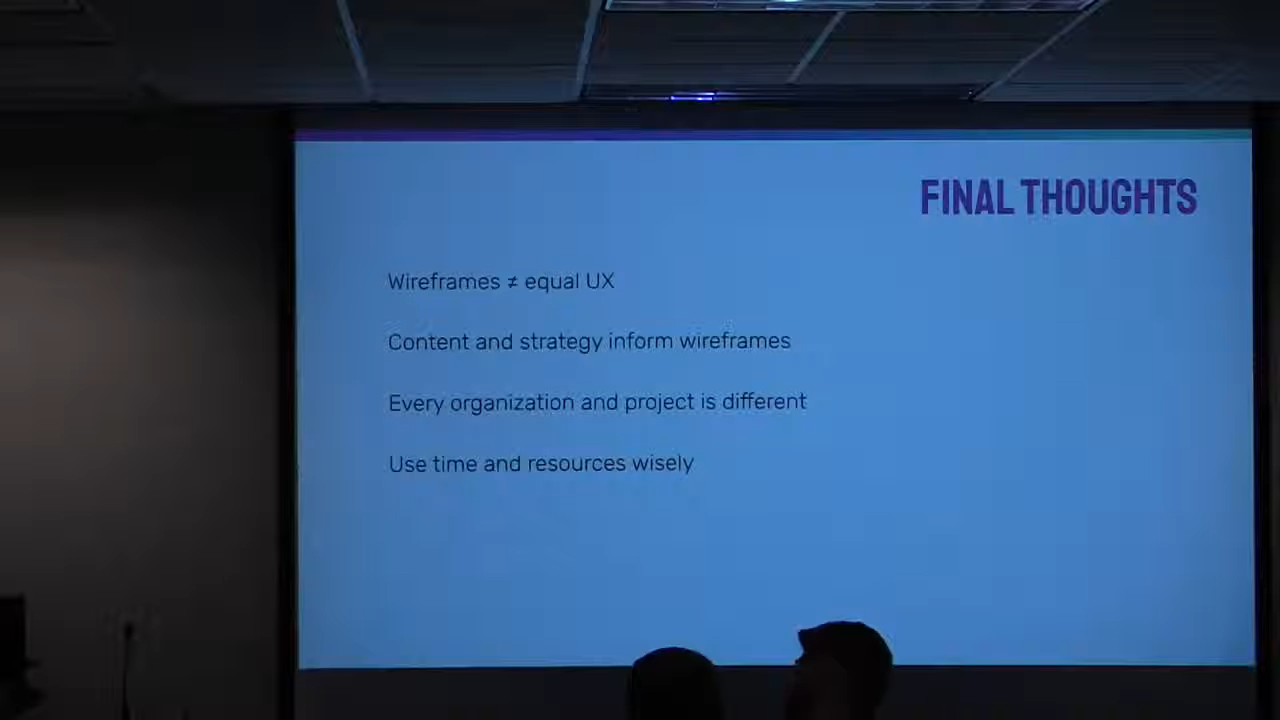 FINAL THOUGHTS
Wireframes ≠ equal UX
Content and strategy inform wireframes
Every organization and project is different
Use time and resources wisely